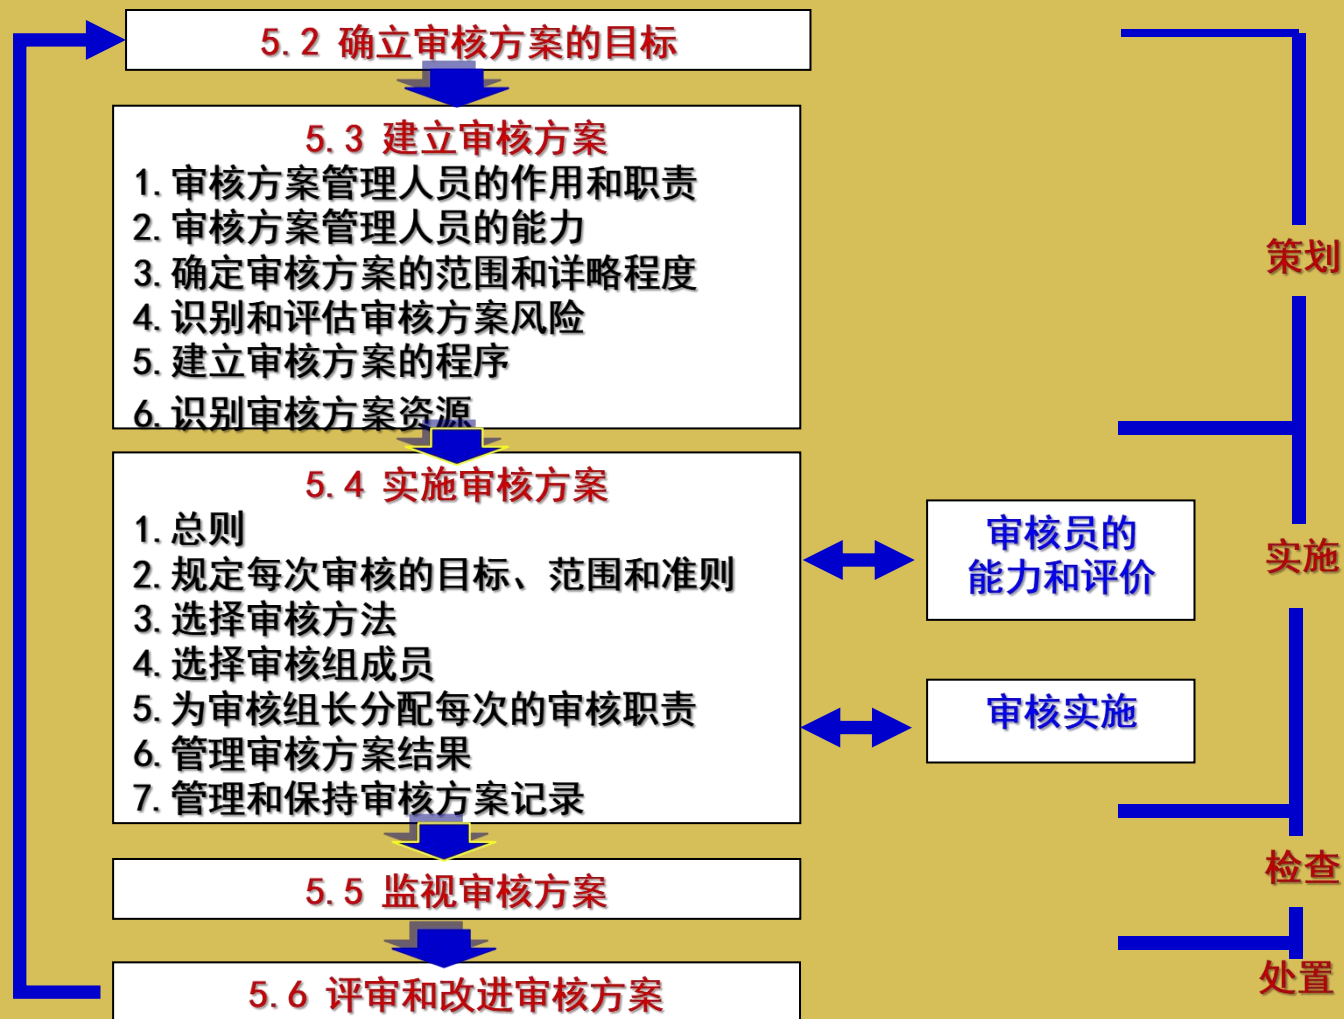 5.2 确立审核方案的目标
5.3 建立审核方案
1.审核方案管理人员的作用和职责
2.审核方案管理人员的能力
3.确定审核方案的范围和详略程度
4.识别和评估审核方案风险
5.建立审核方案的程序
6.识别审核方案资源
策划
5.4 实施审核方案
1.总则
2.规定每次审核的目标、范围和准则
3.选择审核方法
4.选择审核组成员
5.为审核组长分配每次的审核职责
6.管理审核方案结果
7.管理和保持审核方案记录
审核员的
能力和评价
审核实施
实施
5.5 监视审核方案
检查
5.6 评审和改进审核方案
处置